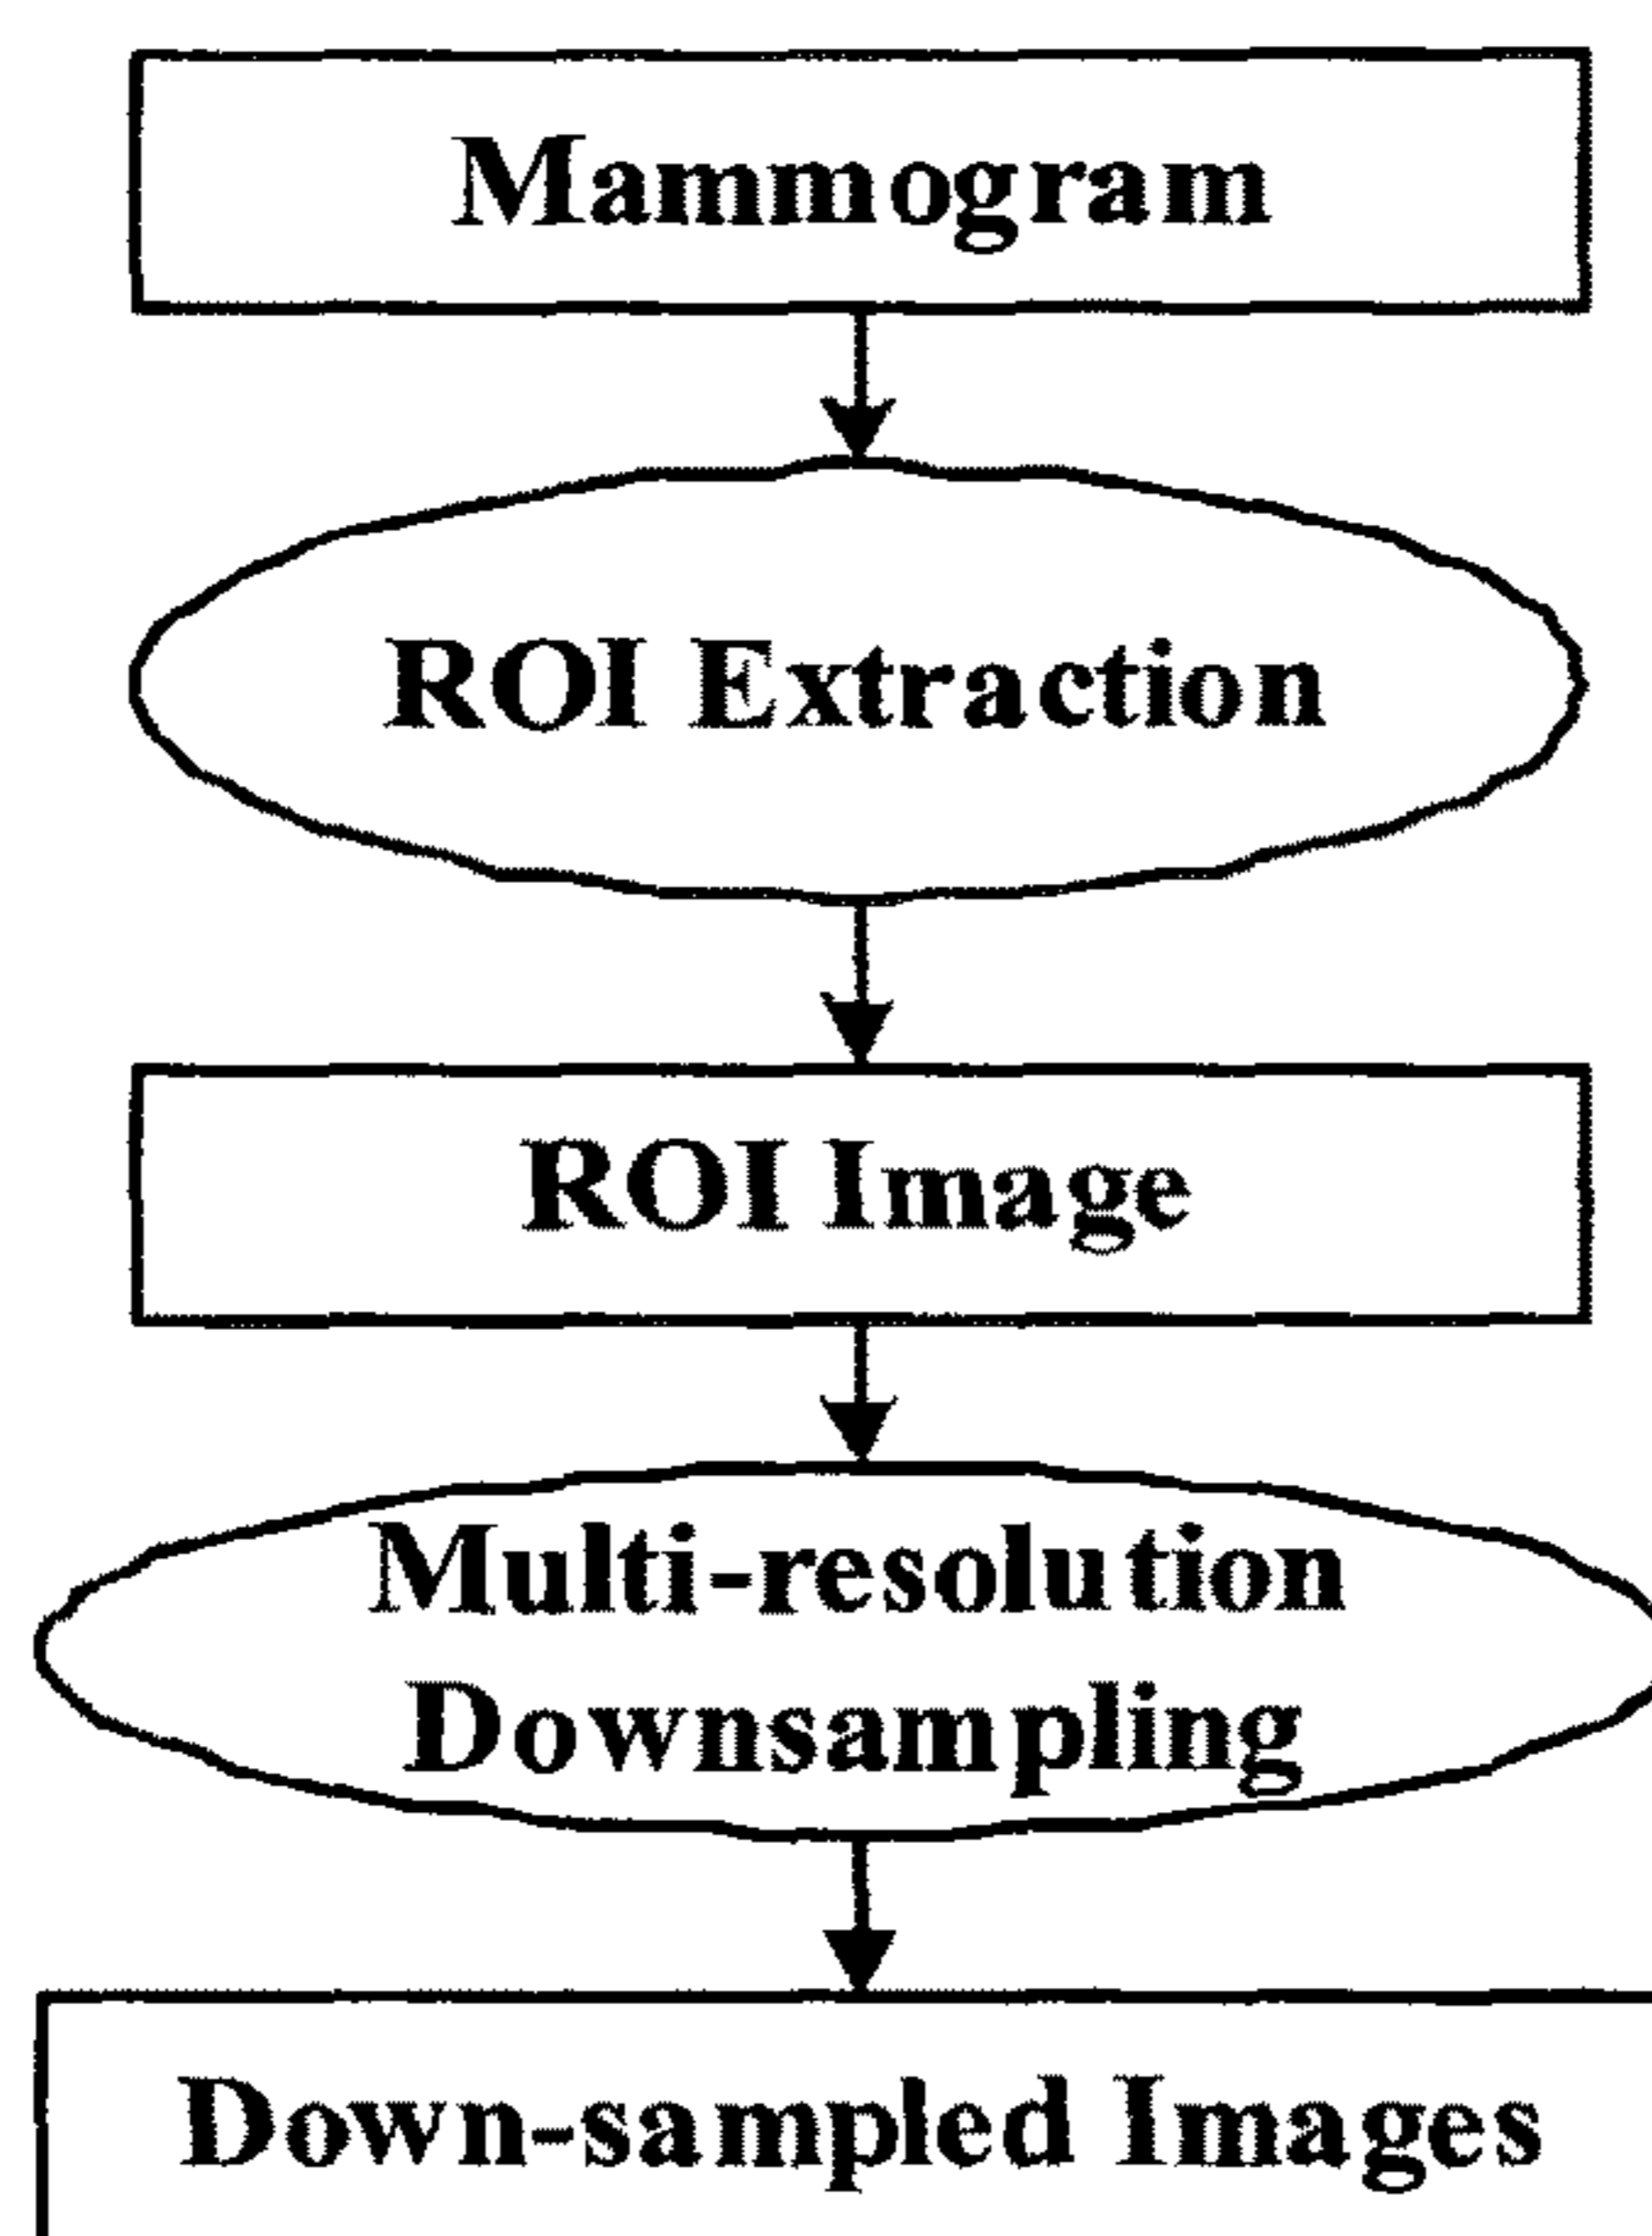 Mammogram
ROI Extraction
ROI Image
Multi-resolution
Downsampling
Down-sampled Images